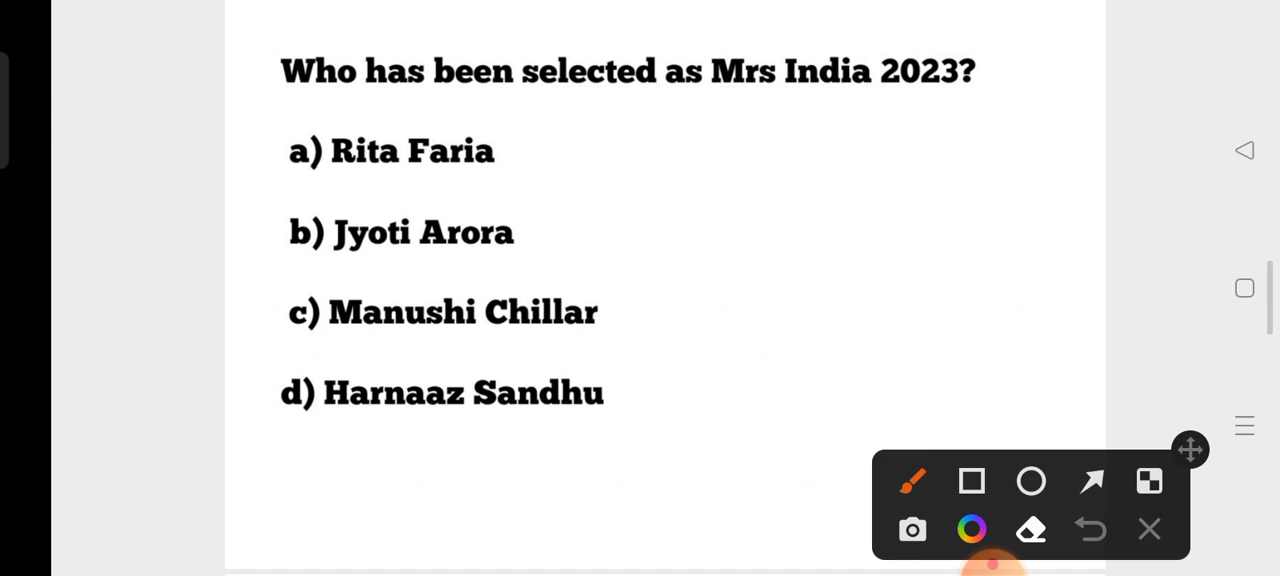 Who has been selected as Mrs India 2023?
a) Rita Faria
b) Jyoti Arora
c) Manushi Chillar
d) Harnaaz Sandhu